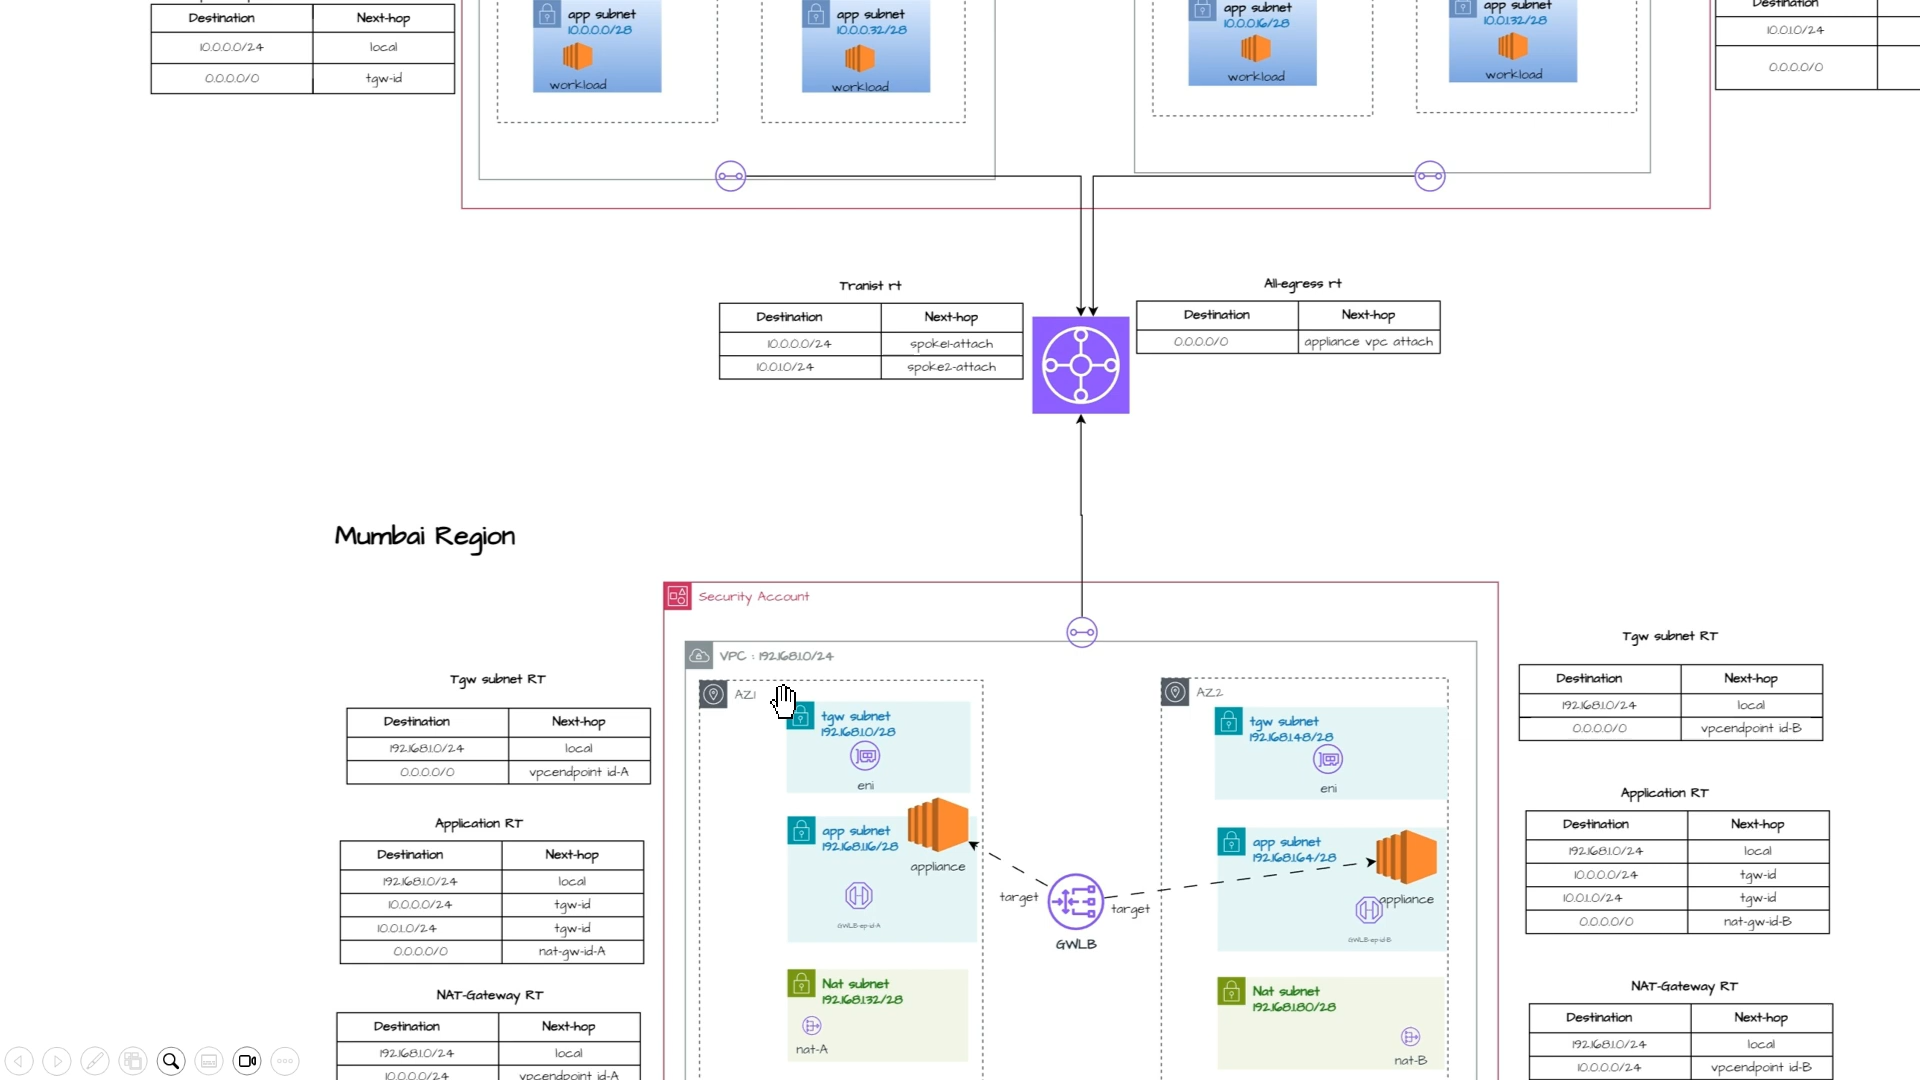 Destination Next-hop
10.0.0.0/24 local
0.0.0.0/0 tgw-id
app subnet
10.0.0.0/28
workload
app subnet
10.0.0.32/28
workload
app subnet
10.0.0.16/28
workload
app subnet
10.0.1.32/28
workload
Destination
10.0.1.0/24
0.0.0.0/0
Tranist rt
Destination Next-hop
10.0.0.0/24 spoke1-attach
10.0.1.0/24 spoke2-attach
All-egress rt
Destination Next-hop
0.0.0.0/0 appliance vpc attach
Mumbai Region
Security Account
VPC : 192.168.1.0/24
Tgw subnet RT
Destination Next-hop
192.168.1.0/24 local
0.0.0.0/0 vpcendpoint id-A
Application RT
Destination Next-hop
192.168.1.0/24 local
10.0.0.0/24 tgw-id
10.0.1.0/24 tgw-id
0.0.0.0/0 nat-gw-id-A
NAT-Gateway RT
Destination Next-hop
192.168.1.0/24 local
10.0.0.0/24 vpcendpoint id-A
AZ1
tgw subnet
192.168.1.0/28
eni
app subnet
192.168.1.16/28
appliance
GWLB-ep-id-A
Nat subnet
192.168.1.32/28
nat-A
target
target
GWLB
AZ2
tgw subnet
192.168.1.48/28
eni
app subnet
192.168.1.64/28
appliance
GWLB-ep-id-B
Nat subnet
192.168.1.80/28
nat-B
Tgw subnet RT
Destination Next-hop
192.168.1.0/24 local
0.0.0.0/0 vpcendpoint id-B
Application RT
Destination Next-hop
192.168.1.0/24 local
10.0.0.0/24 tgw-id
10.0.1.0/24 tgw-id
0.0.0.0/0 nat-gw-id-B
NAT-Gateway RT
Destination Next-hop
192.168.1.0/24 local
10.0.0.0/24 vpcendpoint id-B